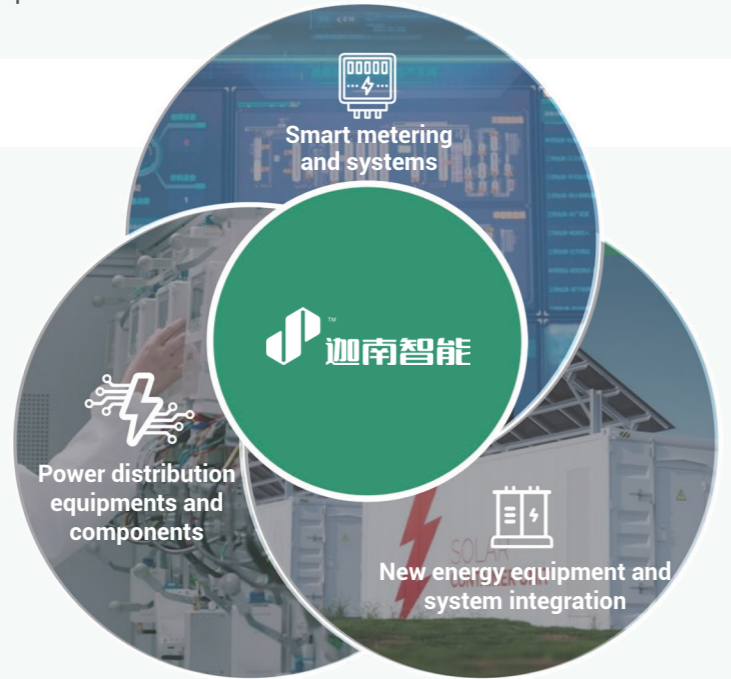 Smart metering
and systems
™
迦南智能
Power distribution
equipments and
components
SOLAR
New energy equipment and
system integration